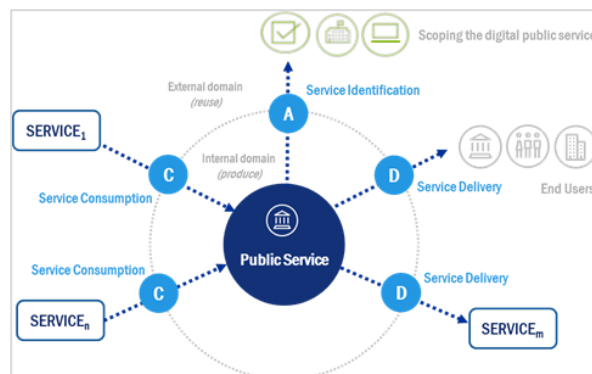 Scoping the digital public service
External domain
(reuse)
Service Identification
A
SERVICE1
Internal domain
(produce)
C
D
Service Consumption
Service Delivery
End Users
Public Service
Service Consumption
Service Delivery
C
D
SERVICEn
SERVICEm